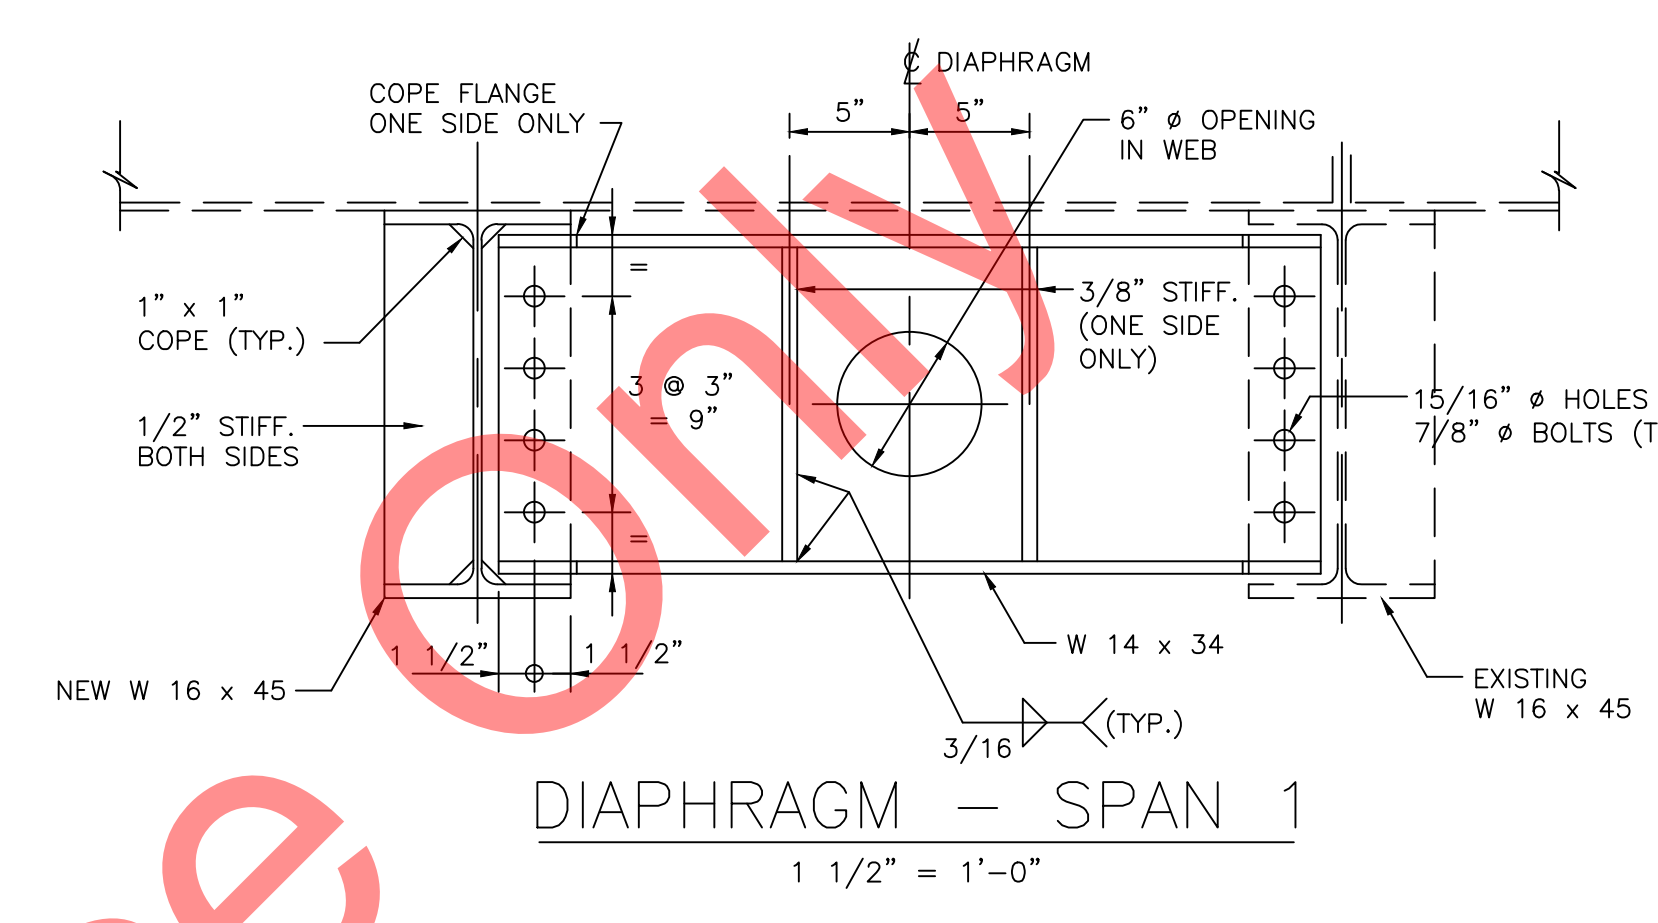 ℄ DIAPHRAGM
COPE FLANGE
ONE SIDE ONLY
5”
5”
6” ø OPENING
IN WEB
=
1” x 1”
COPE (TYP.)
3/8” STIFF.
(ONE SIDE
ONLY)
3 @ 3”
= 9”
15/16” ø HOLES
7/8” ø BOLTS (T
1/2” STIFF.
BOTH SIDES
=
1 1/2”
1 1/2”
W 14 x 34
NEW W 16 x 45
EXISTING
W 16 x 45
3/16
(TYP.)
DIAPHRAGM – SPAN 1
1 1/2” = 1’–0”
only
e